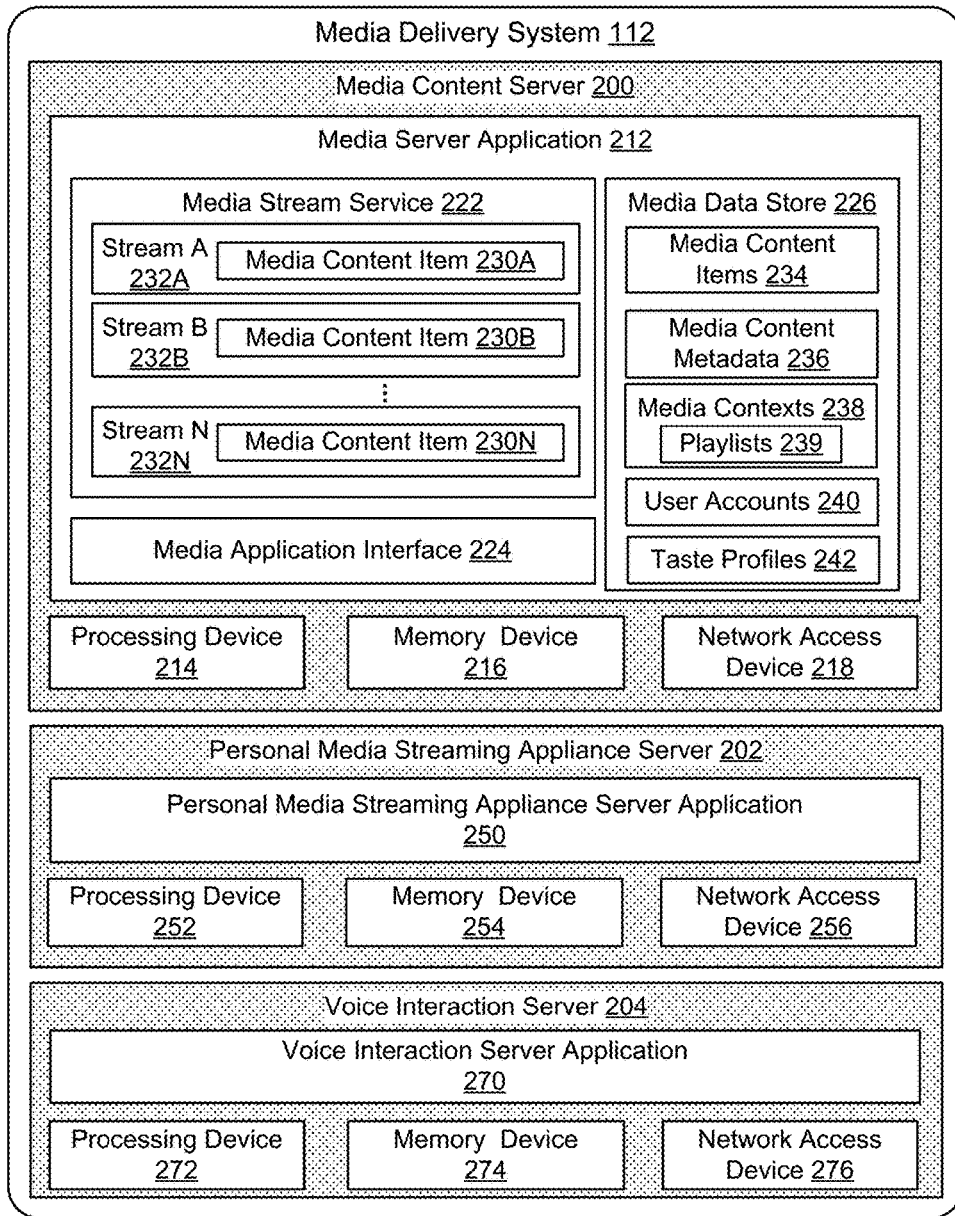 Media Delivery System 112
Media Content Server 200
Media Server Application 212
Media Stream Service 222
Stream A
232A
Media Content Item 230A
Stream B
232B
Media Content Item 230B
⋮
Stream N
232N
Media Content Item 230N
Media Application Interface 224
Media Data Store 226
Media Content
Items 234
Media Content
Metadata 236
Media Contexts 238
Playlists 239
User Accounts 240
Taste Profiles 242
Processing Device
214
Memory Device
216
Network Access
Device 218
Personal Media Streaming Appliance Server 202
Personal Media Streaming Appliance Server Application
250
Processing Device
252
Memory Device
254
Network Access
Device 256
Voice Interaction Server 204
Voice Interaction Server Application
270
Processing Device
272
Memory Device
274
Network Access
Device 276